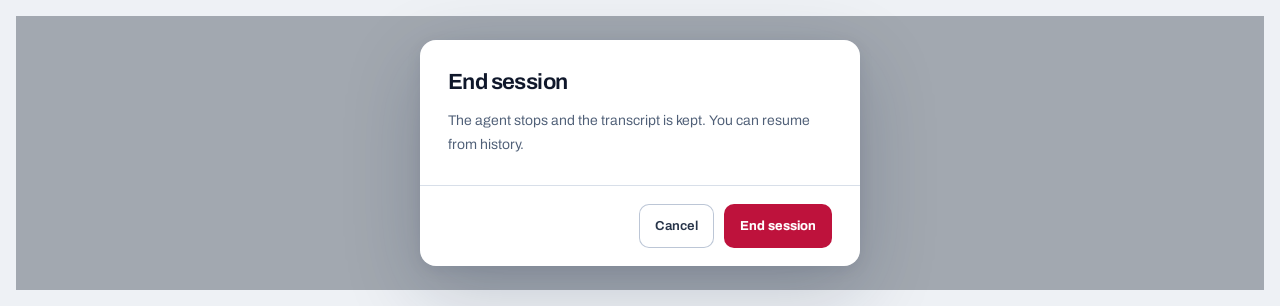 End session
The agent stops and the transcript is kept. You can resume
from history.
Cancel
End session